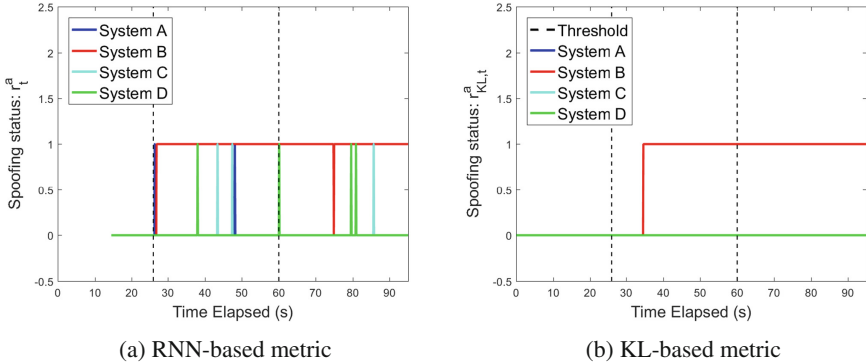 2.5
2
1.5
1
0.5
0
-0.5
Spoofing status: r_t^a
System A
System B
System C
System D
0 10 20 30 40 50 60 70 80 90
Time Elapsed (s)
(a) RNN-based metric
2.5
2
1.5
1
0.5
0
-0.5
Spoofing status: r_{KL,t}^a
Threshold
System A
System B
System C
System D
0 10 20 30 40 50 60 70 80 90
Time Elapsed (s)
(b) KL-based metric